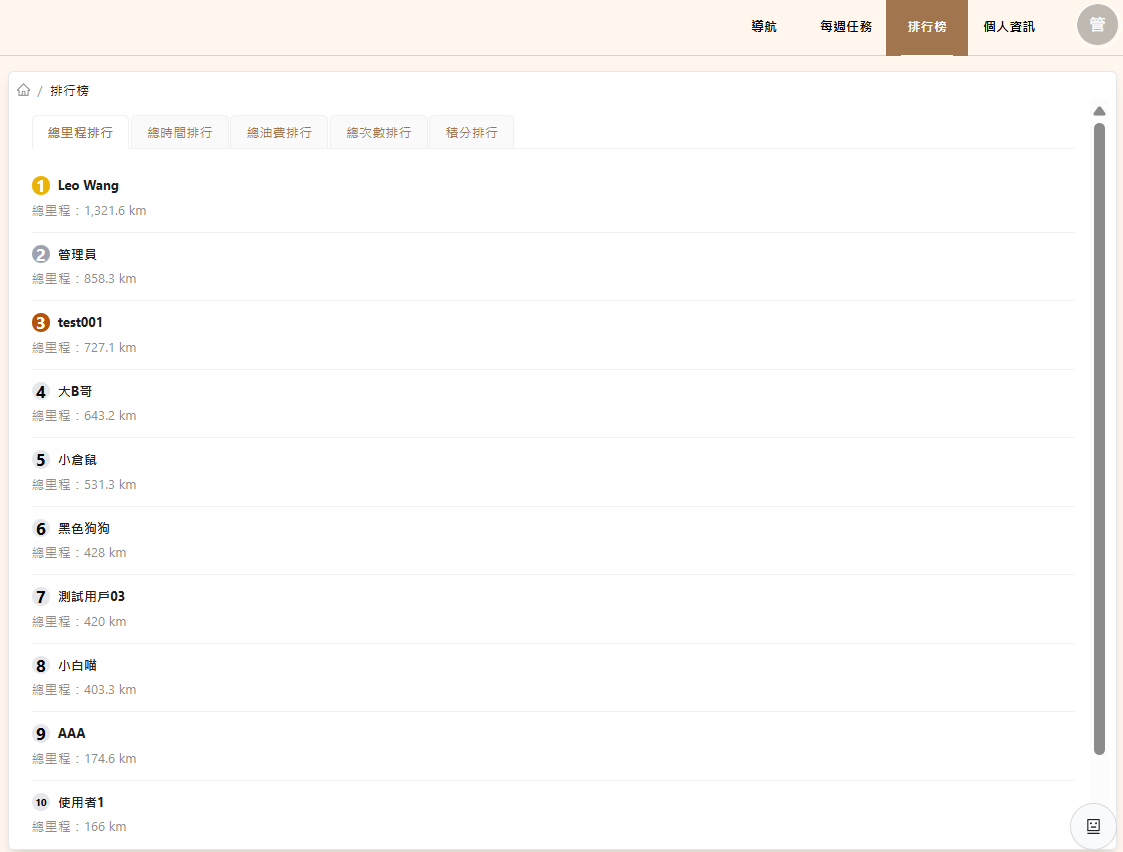 導航 每週任務 排行榜 個人資訊 管
/ 排行榜
總里程排行 總時間排行 總油費排行 總次數排行 積分排行
1 Leo Wang
總里程：1,321.6 km
2 管理員
總里程：858.3 km
3 test001
總里程：727.1 km
4 大B哥
總里程：643.2 km
5 小倉鼠
總里程：531.3 km
6 黑色狗狗
總里程：428 km
7 測試用戶03
總里程：420 km
8 小白喵
總里程：403.3 km
9 AAA
總里程：174.6 km
10 使用者1
總里程：166 km